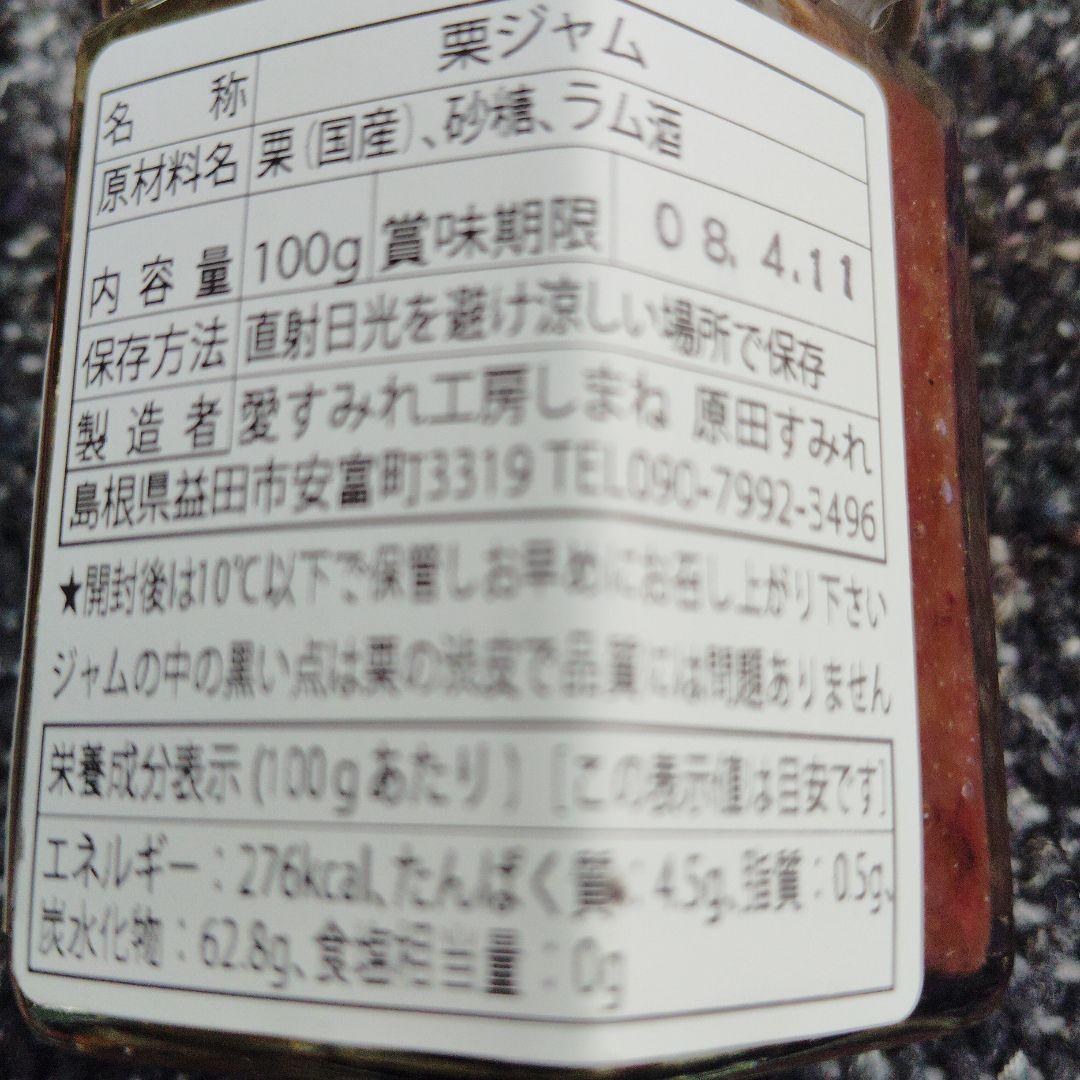 名称 栗ジャム
原材料名 栗(国産)、砂糖、ラム酒
内容量 100g 賞味期限 08.4.11
保存方法 直射日光を避け涼しい場所で保存
製造者 愛すみれ工房しまね 原田すみれ
島根県益田市安富町3319 TEL090-7992-3496
★開封後は10℃以下で保管しお早めにお召し上がり下さい
ジャムの中の黒い点は栗の渋皮で品質には問題ありません
栄養成分表示(100gあたり) [この表示値は目安です]
エネルギー:276kcal、たんぱく質:4.5g、脂質:0.5g、
炭水化物:62.8g、食塩相当量:0g